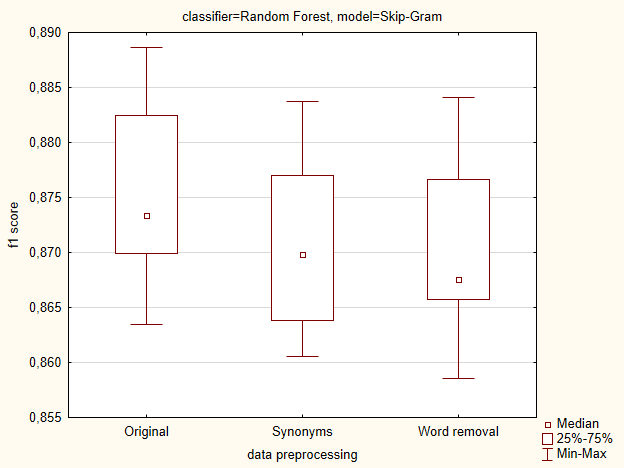 classifier=Random Forest, model=Skip-Gram
0,890
0,885
0,880
0,875
0,870
0,865
0,860
0,855
f1 score
Original
Synonyms
Word removal
data preprocessing
Median
25%-75%
Min-Max